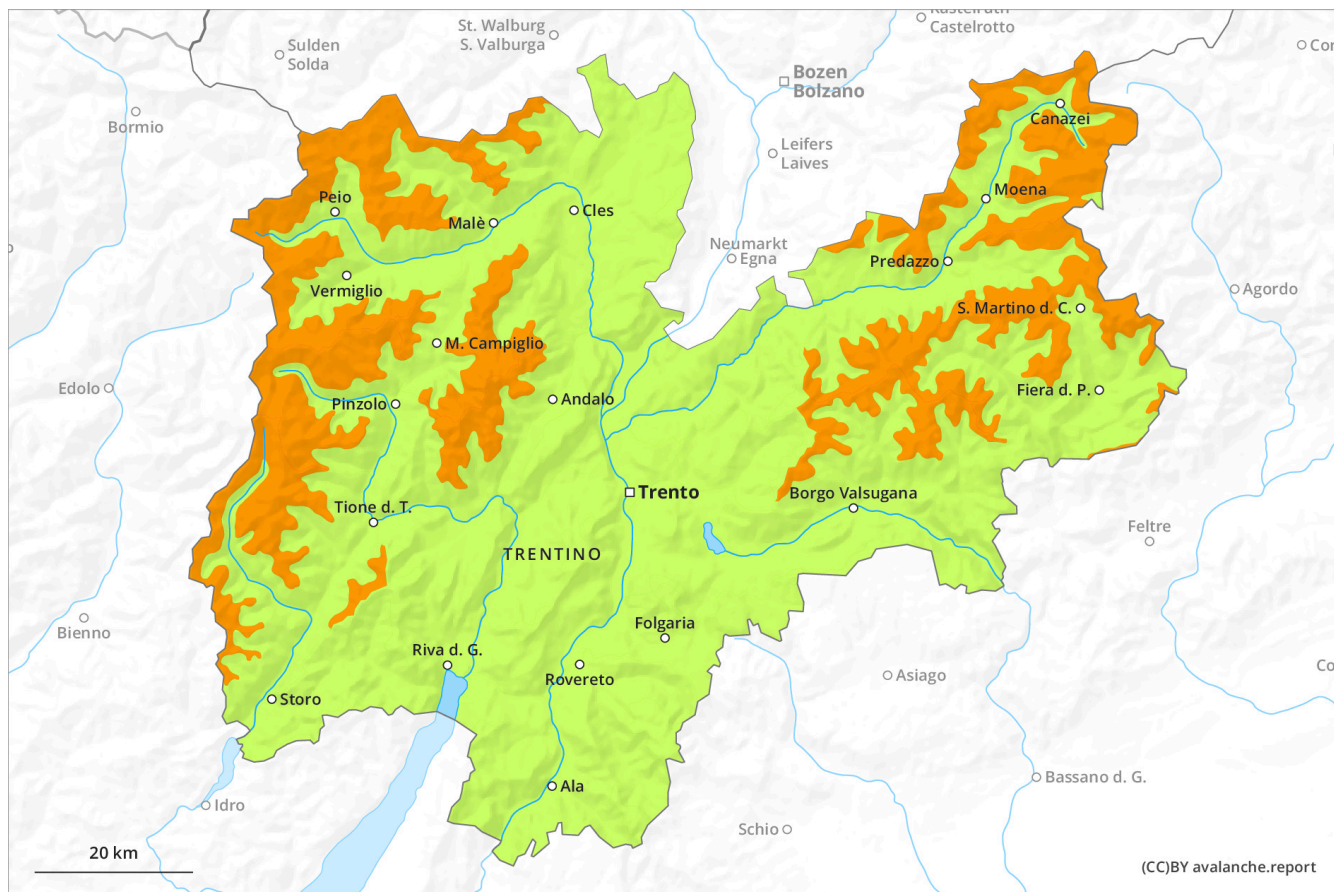 Castelrotto
St. Walburg
S. Valburga
Sulden
Solda
Bozen
Bolzano
Bormio
Canazei
Leifers
Laives
Peio
Moena
Malè
Cles
Neumarkt
Egna
Predazzo
Vermiglio
Agordo
S. Martino d. C.
M. Campiglio
Edolo
Pinzolo
Andalo
Fiera d. P.
Trento
Borgo Valsugana
Tione d. T.
Feltre
TRENTINO
Bienno
Folgaria
Riva d. G.
Rovereto
Asiago
Storo
Bassano d. G.
Ala
Idro
Schio
20 km
(CC)BY avalanche.report